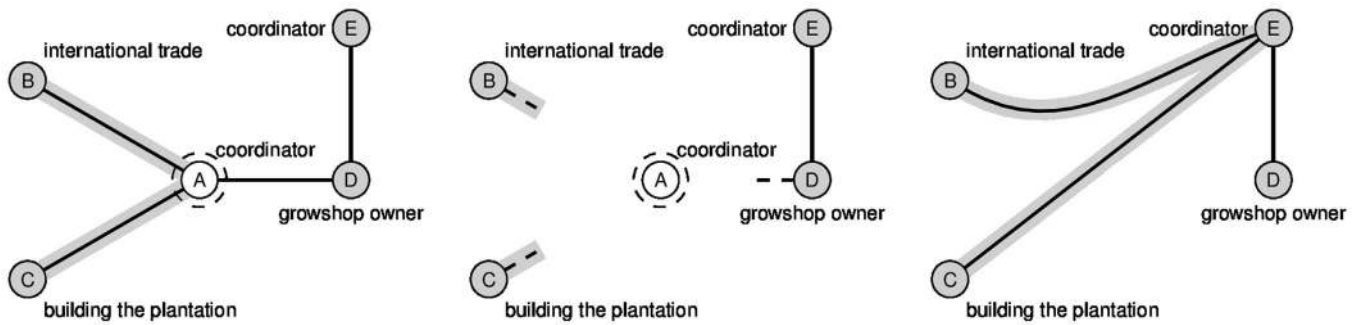 coordinator E
international trade
B
coordinator
A D
growshop owner
C
building the plantation
coordinator E
international trade
B
coordinator
A D
growshop owner
C
building the plantation
coordinator E
international trade
B
D
growshop owner
C
building the plantation